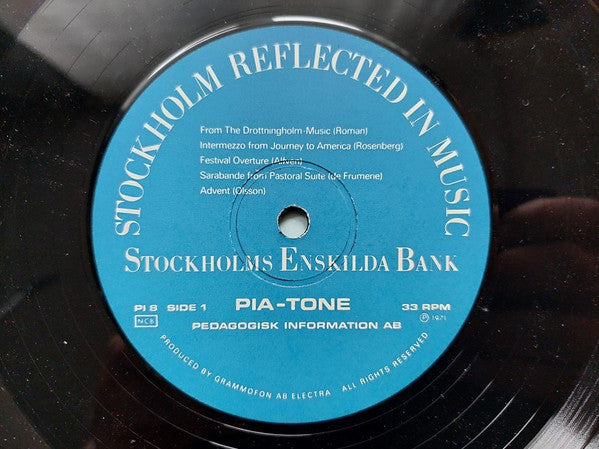 STOCKHOLM REFLECTED IN MUSIC
From The Drottningholm-Music (Roman)
Intermezzo from Journey to America (Rosenberg)
Festival Overture (Alfvén)
Sarabande from Pastoral Suite (de Frumerie)
Advent (Olsson)
STOCKHOLMS ENSKILDA BANK
PI 8 SIDE 1 PIA-TONE 33 RPM
NCB Ⓟ 1971
PEDAGOGISK INFORMATION AB
PRODUCED BY GRAMMOFON AB ELECTRA ALL RIGHTS RESERVED